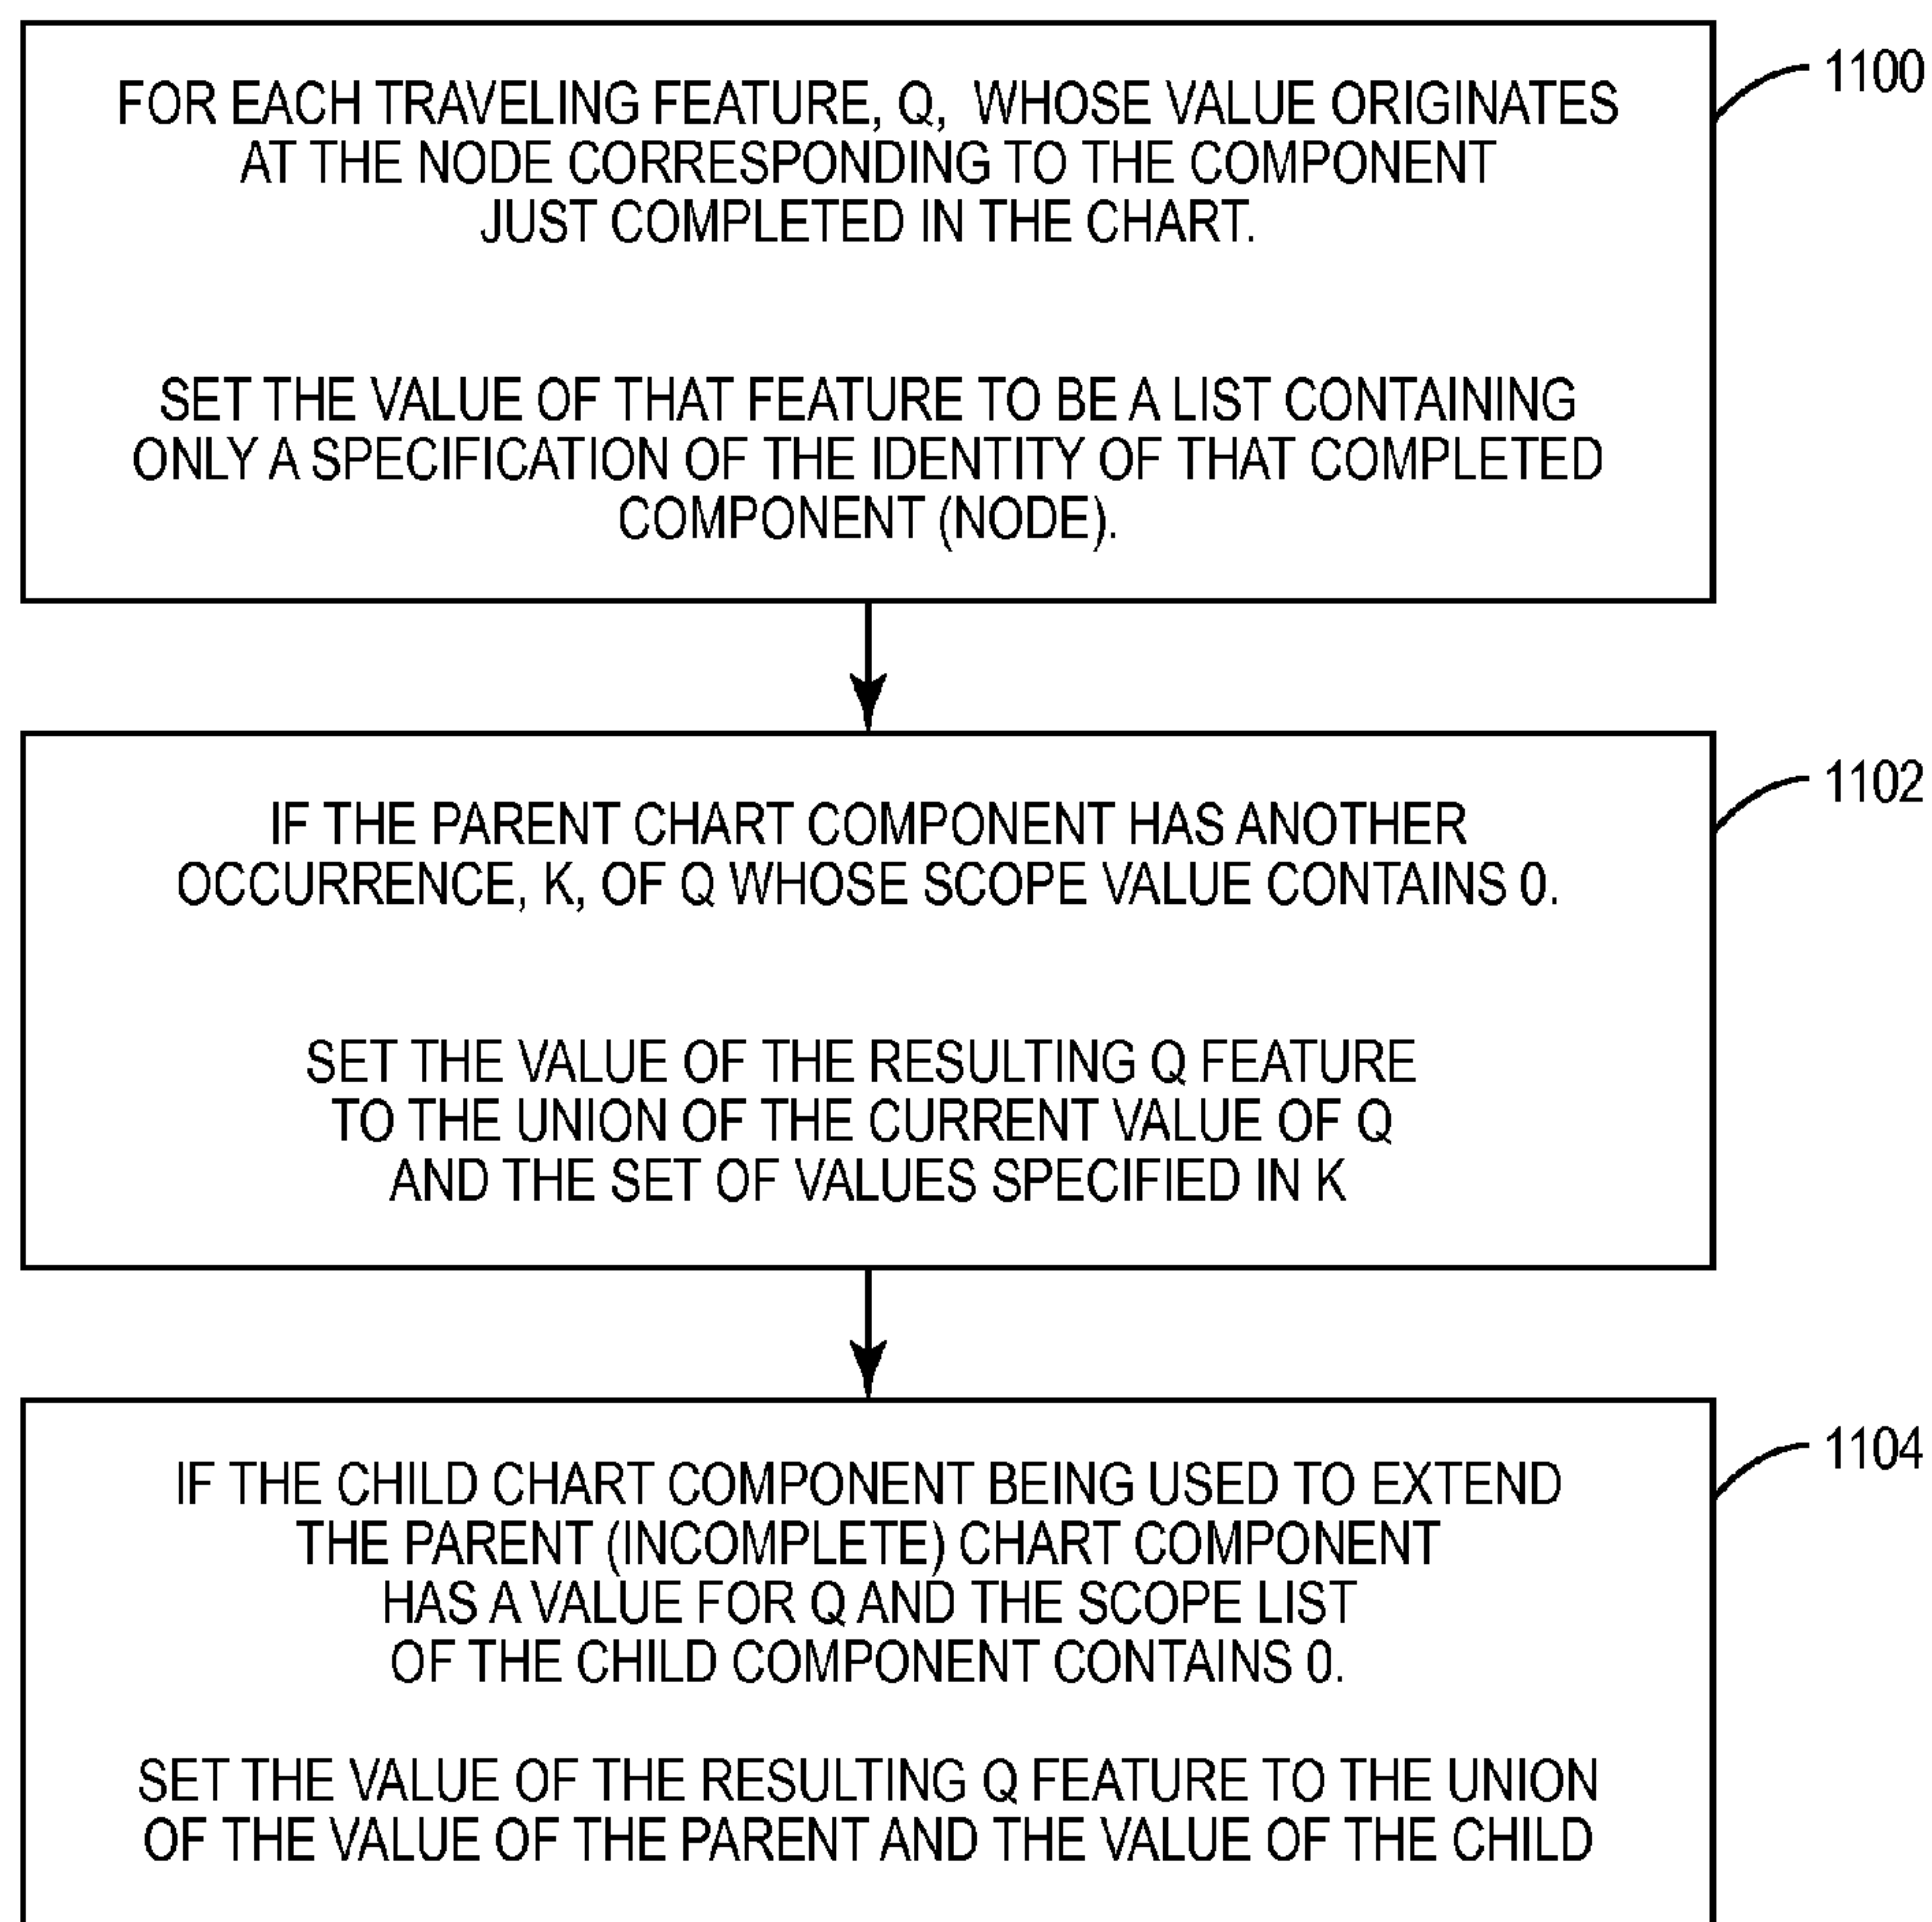 FOR EACH TRAVELING FEATURE, Q, WHOSE VALUE ORIGINATES
AT THE NODE CORRESPONDING TO THE COMPONENT
JUST COMPLETED IN THE CHART.
SET THE VALUE OF THAT FEATURE TO BE A LIST CONTAINING
ONLY A SPECIFICATION OF THE IDENTITY OF THAT COMPLETED
COMPONENT (NODE).
1100
IF THE PARENT CHART COMPONENT HAS ANOTHER
OCCURRENCE, K, OF Q WHOSE SCOPE VALUE CONTAINS 0.
SET THE VALUE OF THE RESULTING Q FEATURE
TO THE UNION OF THE CURRENT VALUE OF Q
AND THE SET OF VALUES SPECIFIED IN K
1102
IF THE CHILD CHART COMPONENT BEING USED TO EXTEND
THE PARENT (INCOMPLETE) CHART COMPONENT
HAS A VALUE FOR Q AND THE SCOPE LIST
OF THE CHILD COMPONENT CONTAINS 0.
SET THE VALUE OF THE RESULTING Q FEATURE TO THE UNION
OF THE VALUE OF THE PARENT AND THE VALUE OF THE CHILD
1104